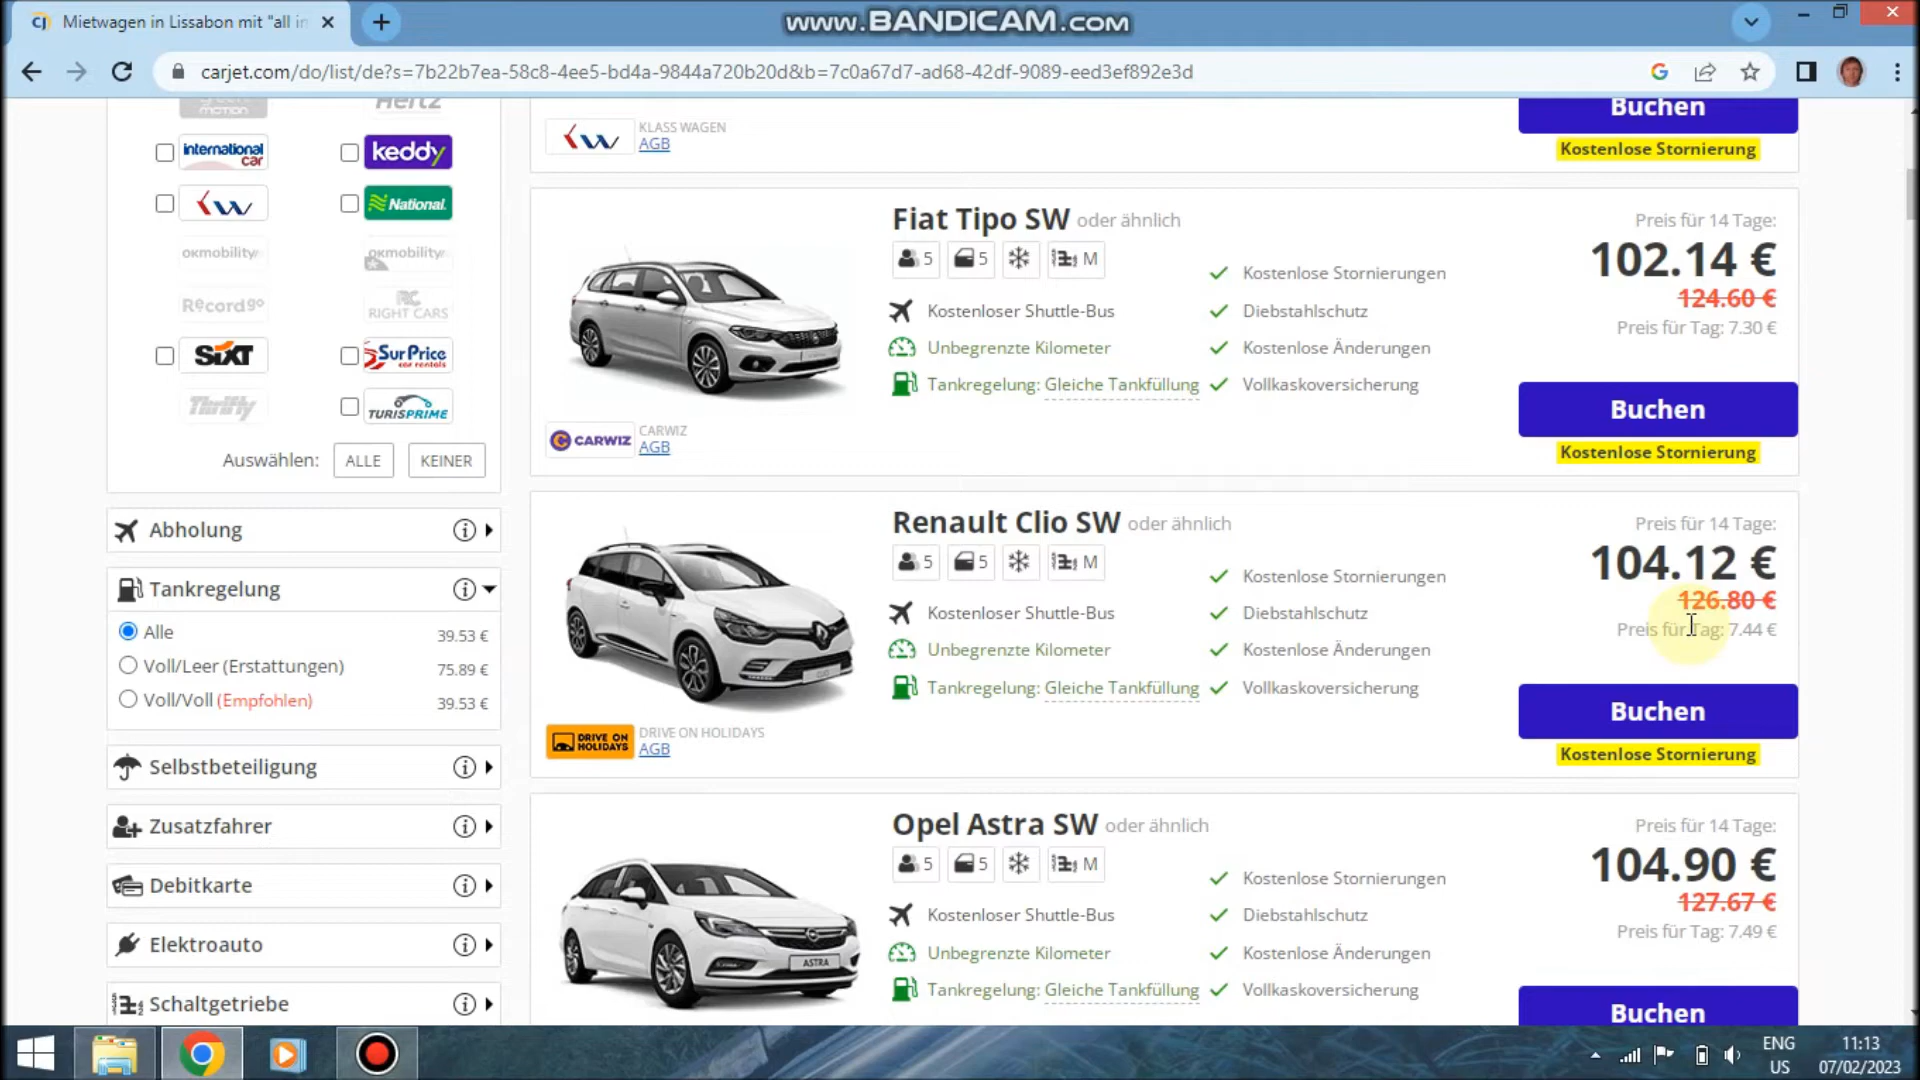 Mietwagen in Lissabon mit "all in
www.BANDICAM.com
carjet.com/do/list/de?s=7b22b7ea-58c8-4ee5-bd4a-9844a720b20d&b=7c0a67d7-ad68-42df-9089-eed3ef892e3d
green
motion
Hertz
international
car
keddy
National.
okmobility
okmobility
Record go
RC
RIGHT CARS
SiXT
SurPrice
car rentals
Thrifty
TURISPRIME
Auswählen:
ALLE
KEINER
Abholung
Tankregelung
Alle
39.53 €
Voll/Leer (Erstattungen)
75.89 €
Voll/Voll (Empfohlen)
39.53 €
Selbstbeteiligung
Zusatzfahrer
Debitkarte
Elektroauto
Schaltgetriebe
KLASS WAGEN
AGB
Buchen
Kostenlose Stornierung
Fiat Tipo SW oder ähnlich
5
5
M
Kostenloser Shuttle-Bus
Unbegrenzte Kilometer
Tankregelung: Gleiche Tankfüllung
Kostenlose Stornierungen
Diebstahlschutz
Kostenlose Änderungen
Vollkaskoversicherung
CARWIZ
CARWIZ
AGB
Preis für 14 Tage:
102.14 €
124.60 €
Preis für Tag: 7.30 €
Buchen
Kostenlose Stornierung
Renault Clio SW oder ähnlich
5
5
M
Kostenloser Shuttle-Bus
Unbegrenzte Kilometer
Tankregelung: Gleiche Tankfüllung
Kostenlose Stornierungen
Diebstahlschutz
Kostenlose Änderungen
Vollkaskoversicherung
DRIVE ON
HOLIDAYS
DRIVE ON HOLIDAYS
AGB
Preis für 14 Tage:
104.12 €
126.80 €
Preis für Tag: 7.44 €
Buchen
Kostenlose Stornierung
Opel Astra SW oder ähnlich
5
5
M
Kostenloser Shuttle-Bus
Unbegrenzte Kilometer
Tankregelung: Gleiche Tankfüllung
Kostenlose Stornierungen
Diebstahlschutz
Kostenlose Änderungen
Vollkaskoversicherung
ASTRA
Preis für 14 Tage:
104.90 €
127.67 €
Preis für Tag: 7.49 €
Buchen
ENG
US
11:13
07/02/2023